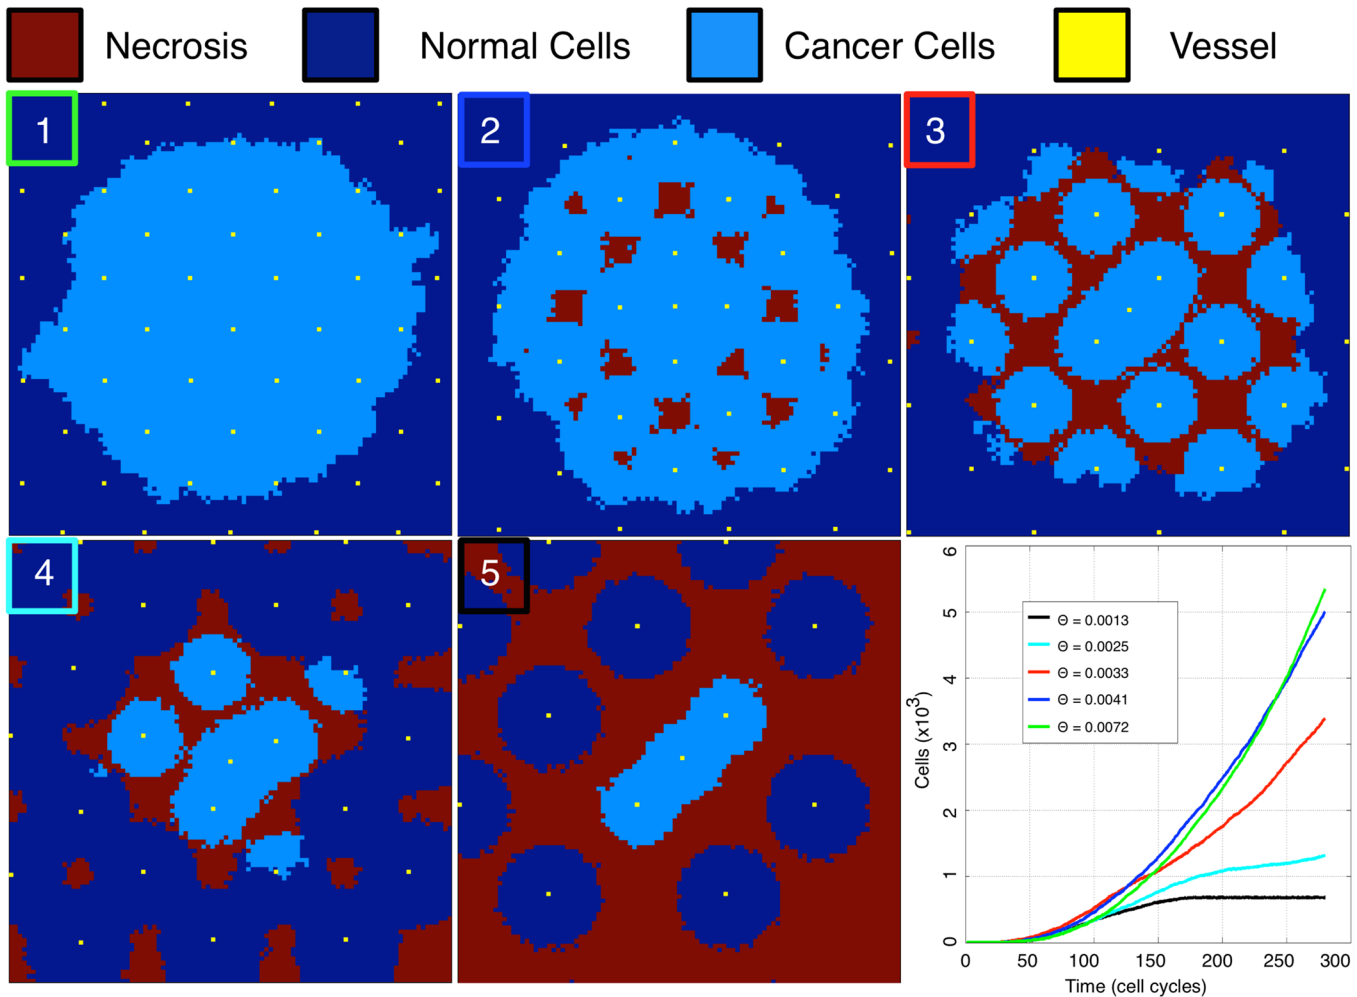 Necrosis Normal Cells Cancer Cells Vessel
1 2 3
4 5
6
5
4
3
2
1
0
Cells (x10³)
Θ = 0.0013
Θ = 0.0025
Θ = 0.0033
Θ = 0.0041
Θ = 0.0072
0 50 100 150 200 250 300
Time (cell cycles)